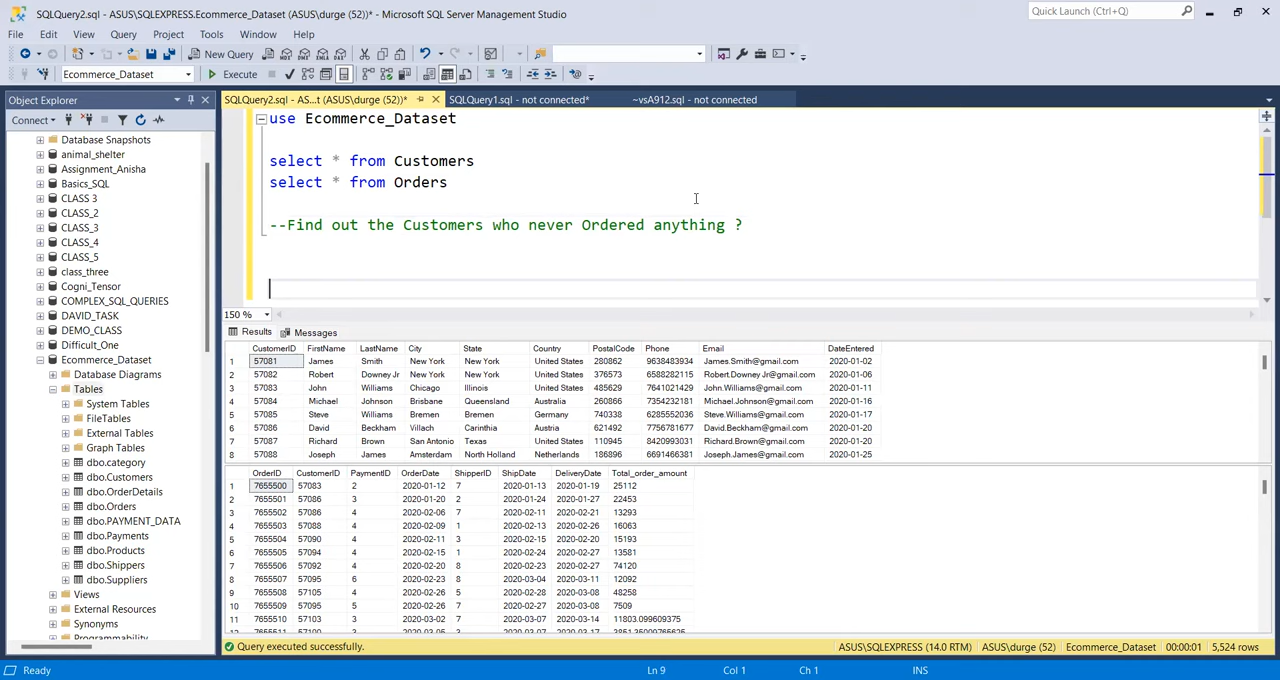 SQLQuery2.sql - ASUS\SQLEXPRESS.Ecommerce_Dataset (ASUS\durge (52))* - Microsoft SQL Server Management Studio
Quick Launch (Ctrl+Q)
File Edit View Query Project Tools Window Help
New Query
Ecommerce_Dataset Execute
Object Explorer
SQLQuery2.sql - AS...t (ASUS\durge (52))* SQLQuery1.sql - not connected* ~vsA912.sql - not connected
Connect
Database Snapshots
animal_shelter
Assignment_Anisha
Basics_SQL
CLASS 3
CLASS_2
CLASS_3
CLASS_4
CLASS_5
class_three
Cogni_Tensor
COMPLEX_SQL_QUERIES
DAVID_TASK
DEMO_CLASS
Difficult_One
Ecommerce_Dataset
Database Diagrams
Tables
System Tables
FileTables
External Tables
Graph Tables
dbo.category
dbo.Customers
dbo.OrderDetails
dbo.Orders
dbo.PAYMENT_DATA
dbo.Payments
dbo.Products
dbo.Shippers
dbo.Suppliers
Views
External Resources
Synonyms
Programmability
use Ecommerce_Dataset
select * from Customers
select * from Orders
--Find out the Customers who never Ordered anything ?
150 %
Results Messages
CustomerID FirstName LastName City State Country PostalCode Phone Email DateEntered
1 57081 James Smith New York New York United States 280862 9638483934 James.Smith@gmail.com 2020-01-02
2 57082 Robert Downey Jr New York New York United States 376573 6588282115 Robert.Downey Jr@gmail.com 2020-01-06
3 57083 John Williams Chicago Illinois United States 485629 7641021429 John.Williams@gmail.com 2020-01-11
4 57084 Michael Johnson Brisbane Queensland Australia 260866 7354232181 Michael.Johnson@gmail.com 2020-01-16
5 57085 Steve Williams Bremen Bremen Germany 740338 6285552036 Steve.Williams@gmail.com 2020-01-17
6 57086 David Beckham Villach Carinthia Austria 621492 7756781677 David.Beckham@gmail.com 2020-01-20
7 57087 Richard Brown San Antonio Texas United States 110945 8420993031 Richard.Brown@gmail.com 2020-01-20
8 57088 Joseph James Amsterdam North Holland Netherlands 186896 6691466381 Joseph.James@gmail.com 2020-01-25
OrderID CustomerID PaymentID OrderDate ShipperID ShipDate DeliveryDate Total_order_amount
1 7655500 57083 2 2020-01-12 7 2020-01-13 2020-01-19 25112
2 7655501 57086 3 2020-01-20 2 2020-01-24 2020-01-27 22453
3 7655502 57086 4 2020-02-06 7 2020-02-11 2020-02-21 13293
4 7655503 57088 4 2020-02-09 1 2020-02-13 2020-02-26 16063
5 7655504 57090 4 2020-02-11 3 2020-02-15 2020-02-20 15193
6 7655505 57094 4 2020-02-15 1 2020-02-24 2020-02-27 13581
7 7655506 57092 4 2020-02-20 8 2020-02-23 2020-02-27 74120
8 7655507 57095 6 2020-02-23 8 2020-03-04 2020-03-11 12092
9 7655508 57105 4 2020-02-26 5 2020-02-28 2020-03-08 48258
10 7655509 57095 5 2020-02-26 7 2020-02-27 2020-03-08 7509
11 7655510 57103 3 2020-03-02 7 2020-03-07 2020-03-14 11803.099609375
Query executed successfully. ASUS\SQLEXPRESS (14.0 RTM) ASUS\durge (52) Ecommerce_Dataset 00:00:01 5,524 rows
Ready Ln 9 Col 1 Ch 1 INS